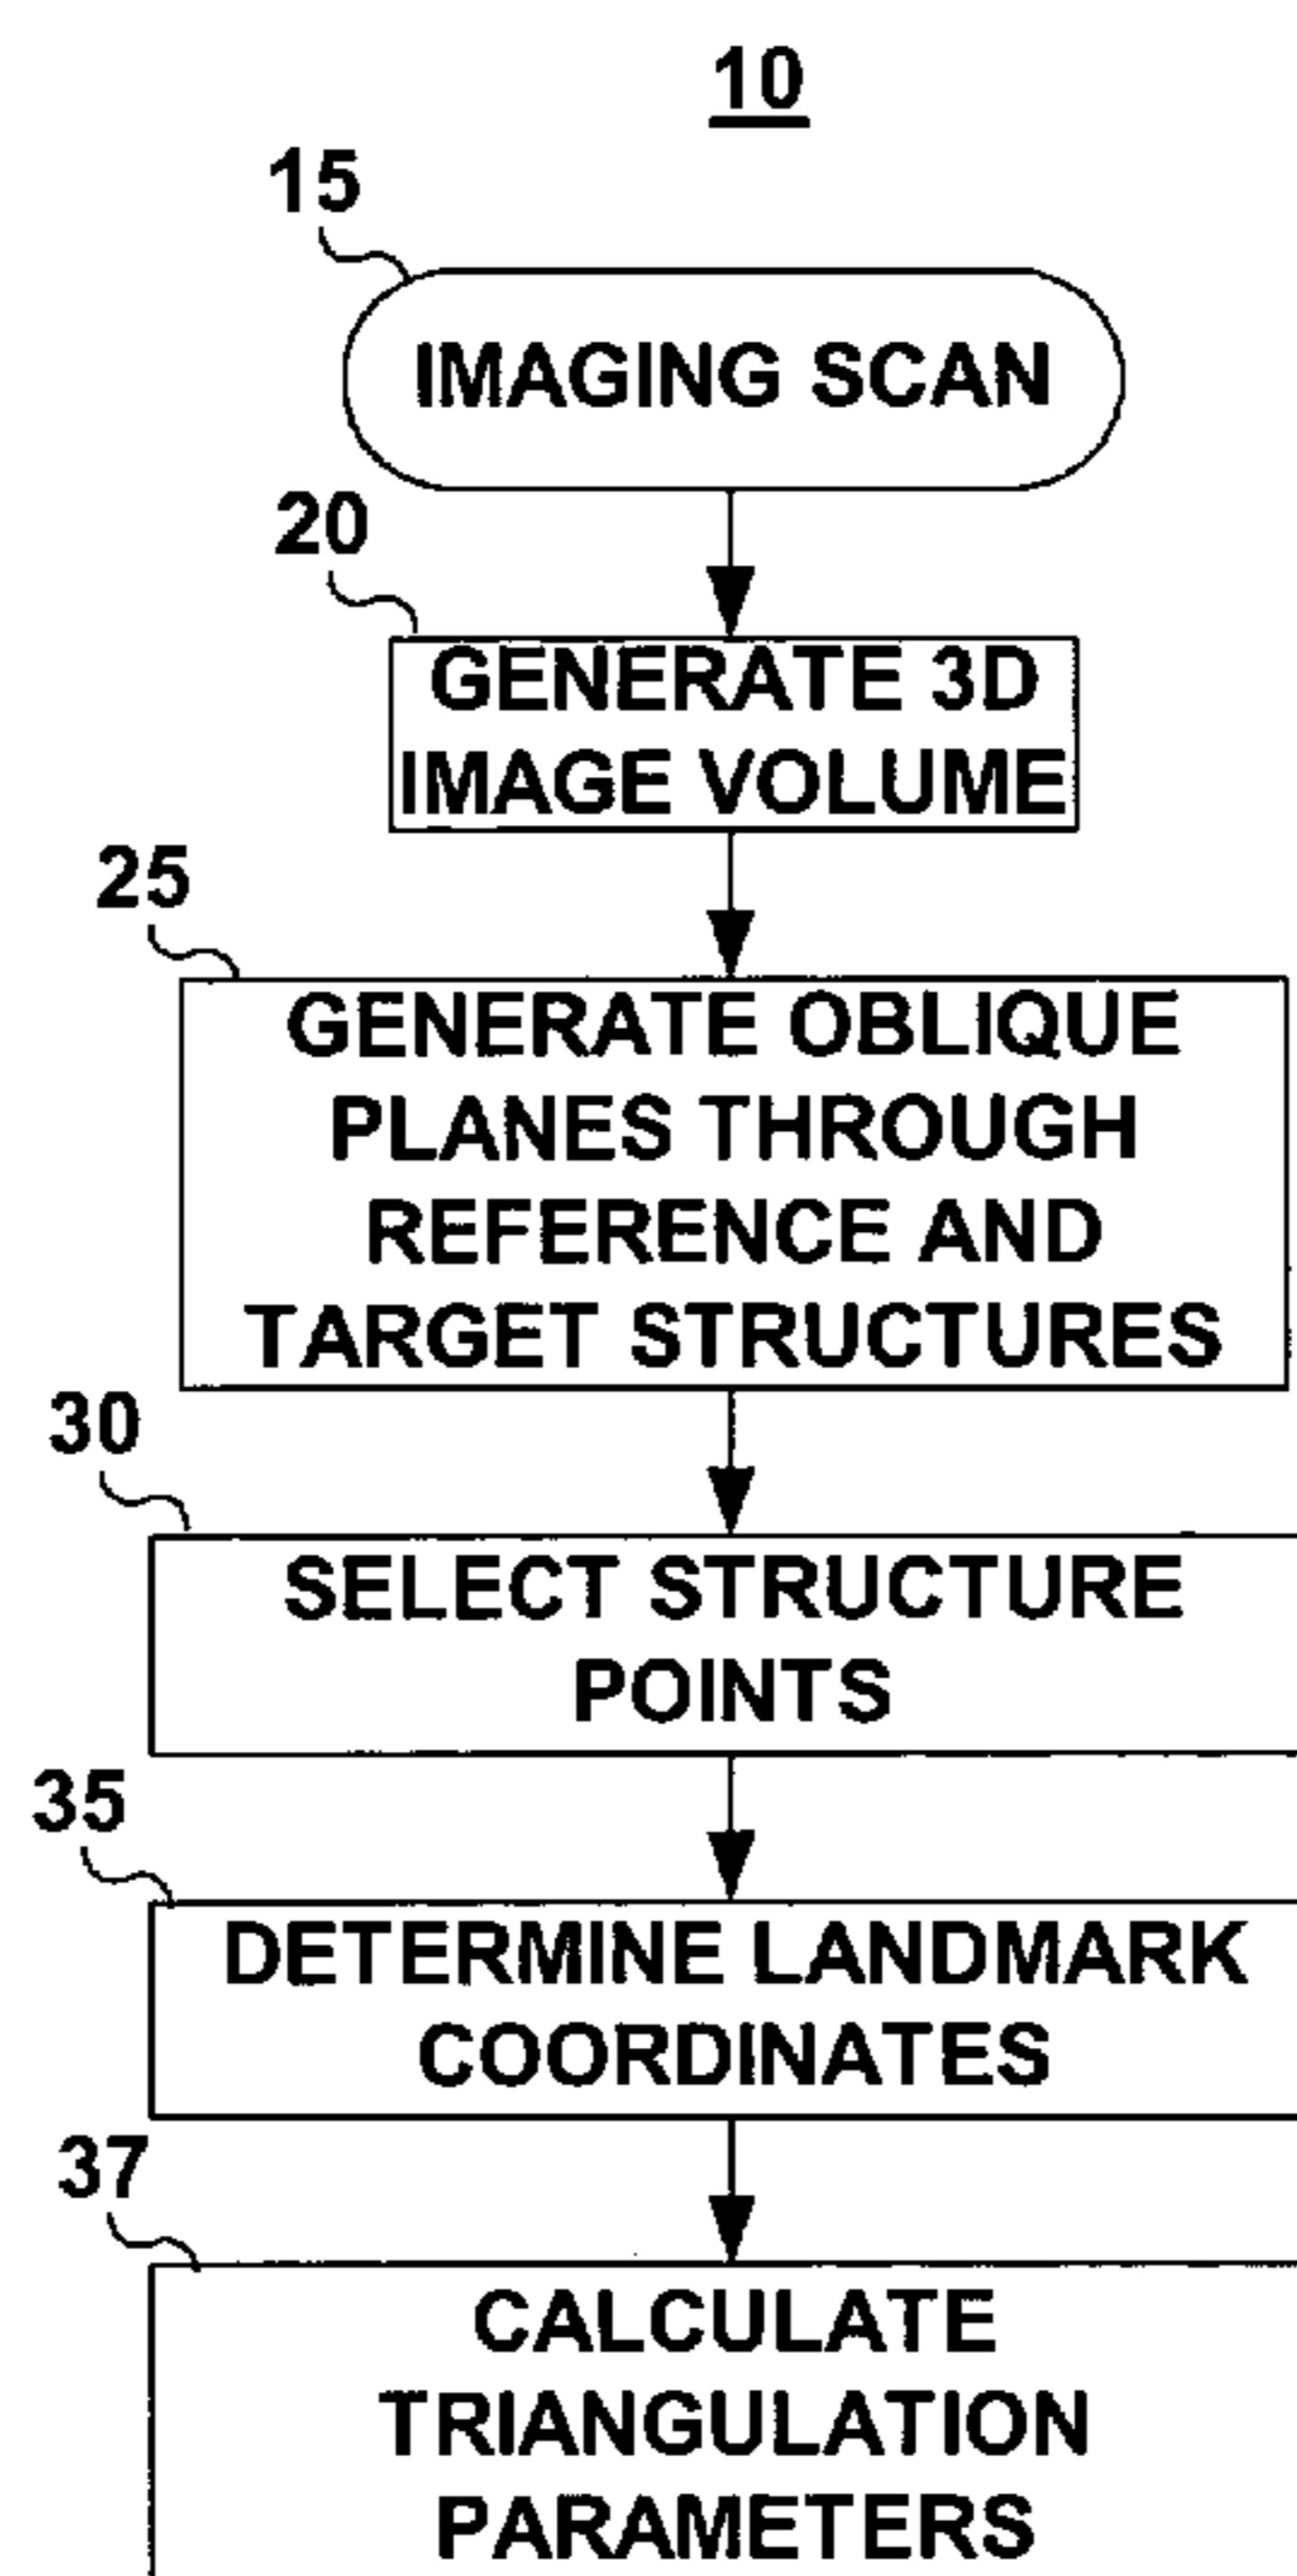 10
15
IMAGING SCAN
20
GENERATE 3D
IMAGE VOLUME
25
GENERATE OBLIQUE
PLANES THROUGH
REFERENCE AND
TARGET STRUCTURES
30
SELECT STRUCTURE
POINTS
35
DETERMINE LANDMARK
COORDINATES
37
CALCULATE
TRIANGULATION
PARAMETERS